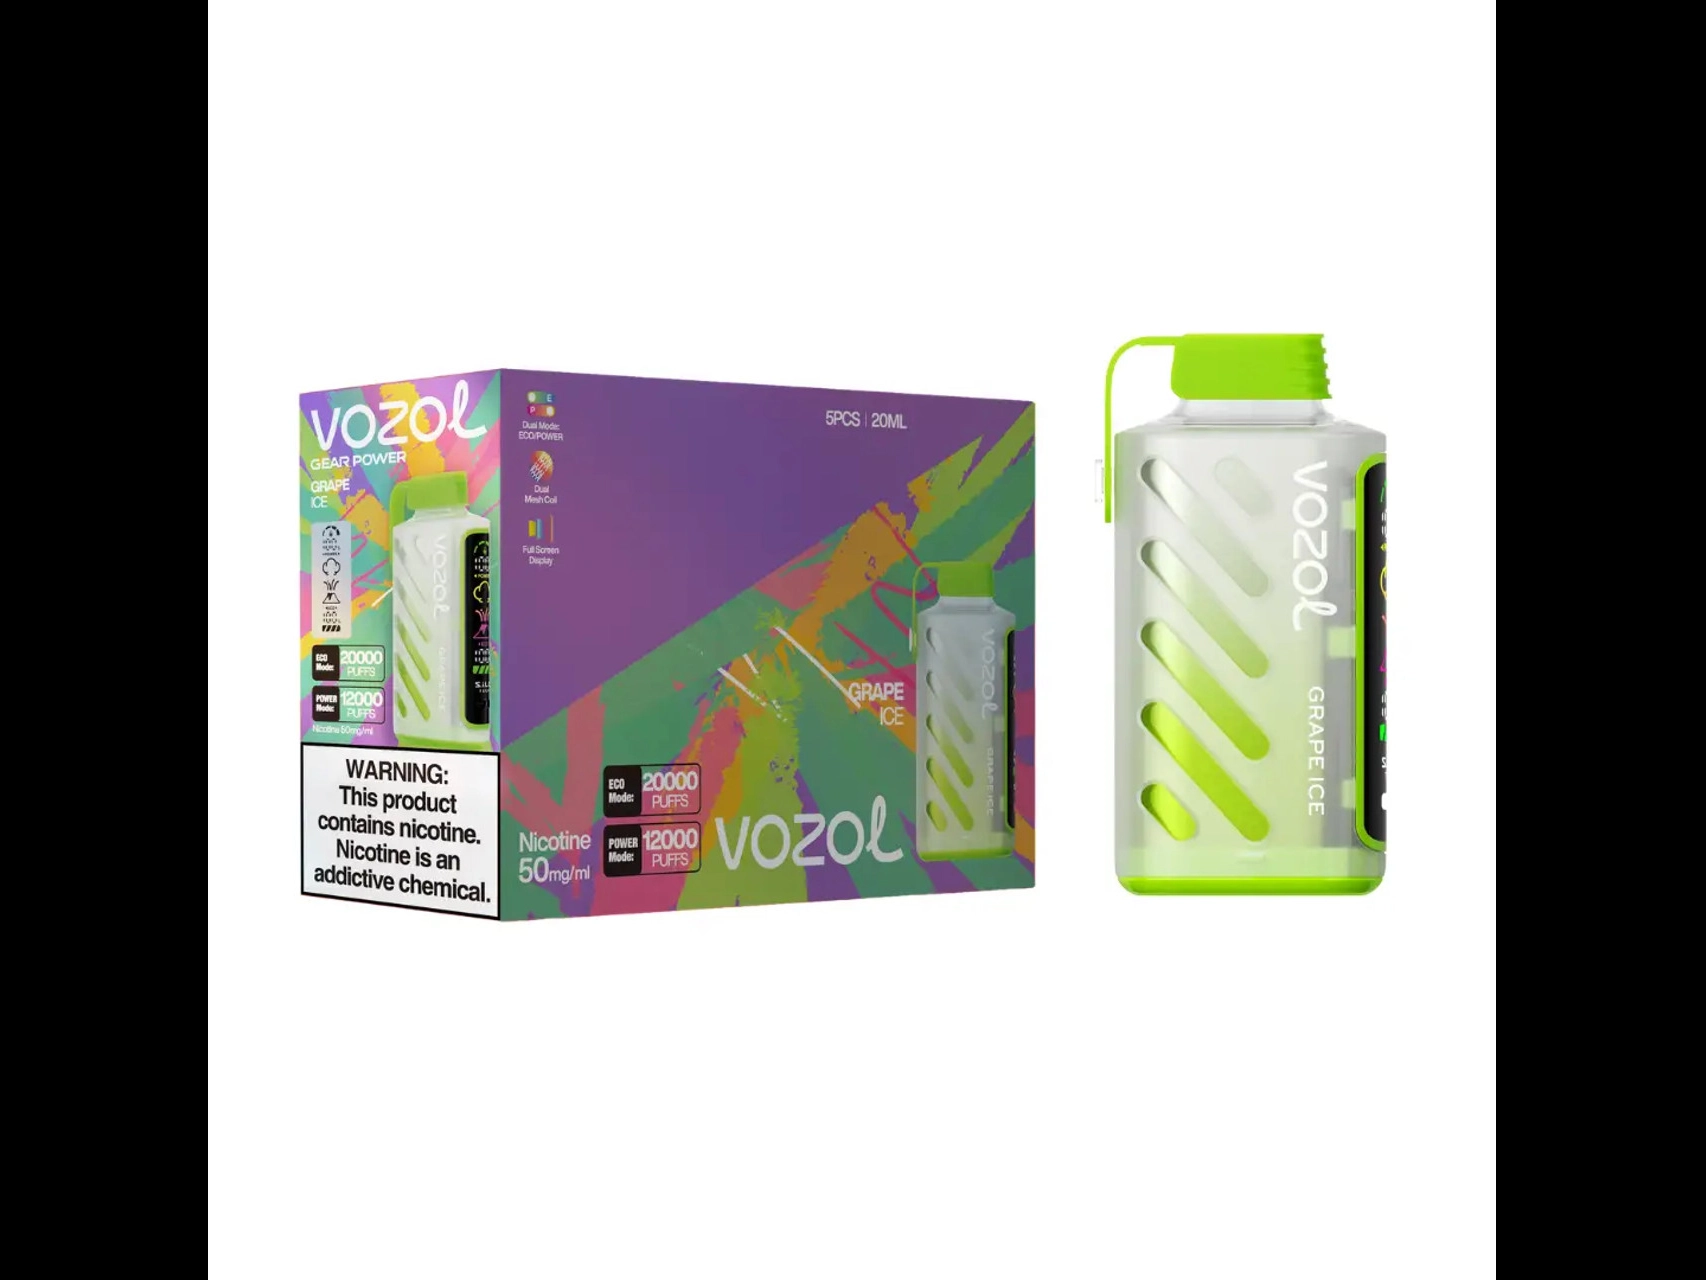 VOZOL
GEAR POWER
GRAPE
ICE
ECO
Mode:
20000
PUFFS
POWER
Mode:
12000
PUFFS
Nicotine 50mg/ml
WARNING:
This product
contains nicotine.
Nicotine is an
addictive chemical.
E
P
Dual Mode:
ECO/POWER
Dual
Mesh Coil
Full Screen
Display
5PCS | 20ML
GRAPE
ICE
Nicotine
50mg/ml
ECO
Mode:
20000
PUFFS
POWER
Mode:
12000
PUFFS
VOZOL
VOZOL
GRAPE ICE
VOZOL
GRAPE ICE
VOZOL
GRAPE ICE